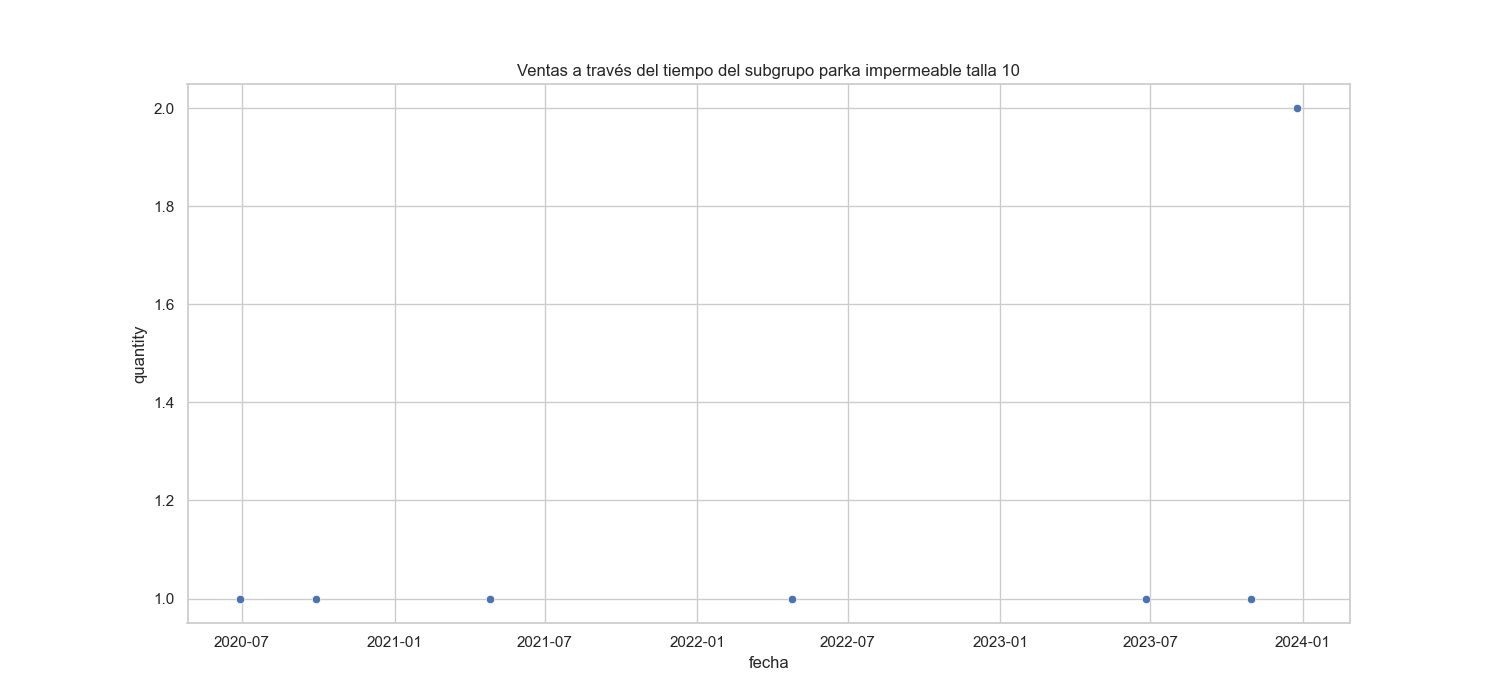 Ventas a través del tiempo del subgrupo parka impermeable talla 10
2.0
1.8
1.6
1.4
1.2
1.0
quantity
2020-07 2021-01 2021-07 2022-01 2022-07 2023-01 2023-07 2024-01
fecha